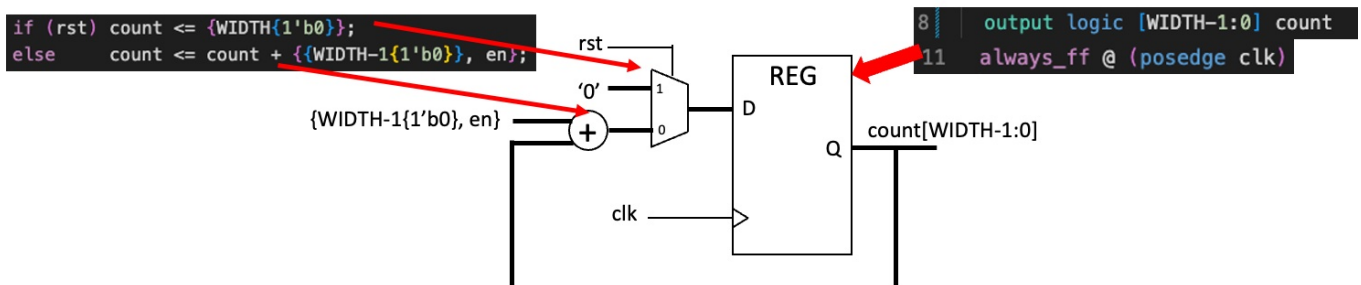 if (rst) count <= {WIDTH{1'b0}};
else     count <= count + {{WIDTH-1{1'b0}}, en};
8 output logic [WIDTH-1:0] count
11 always_ff @ (posedge clk)
rst
REG
'0'
1
D
{WIDTH-1{1'b0}, en}
+
0
count[WIDTH-1:0]
Q
clk